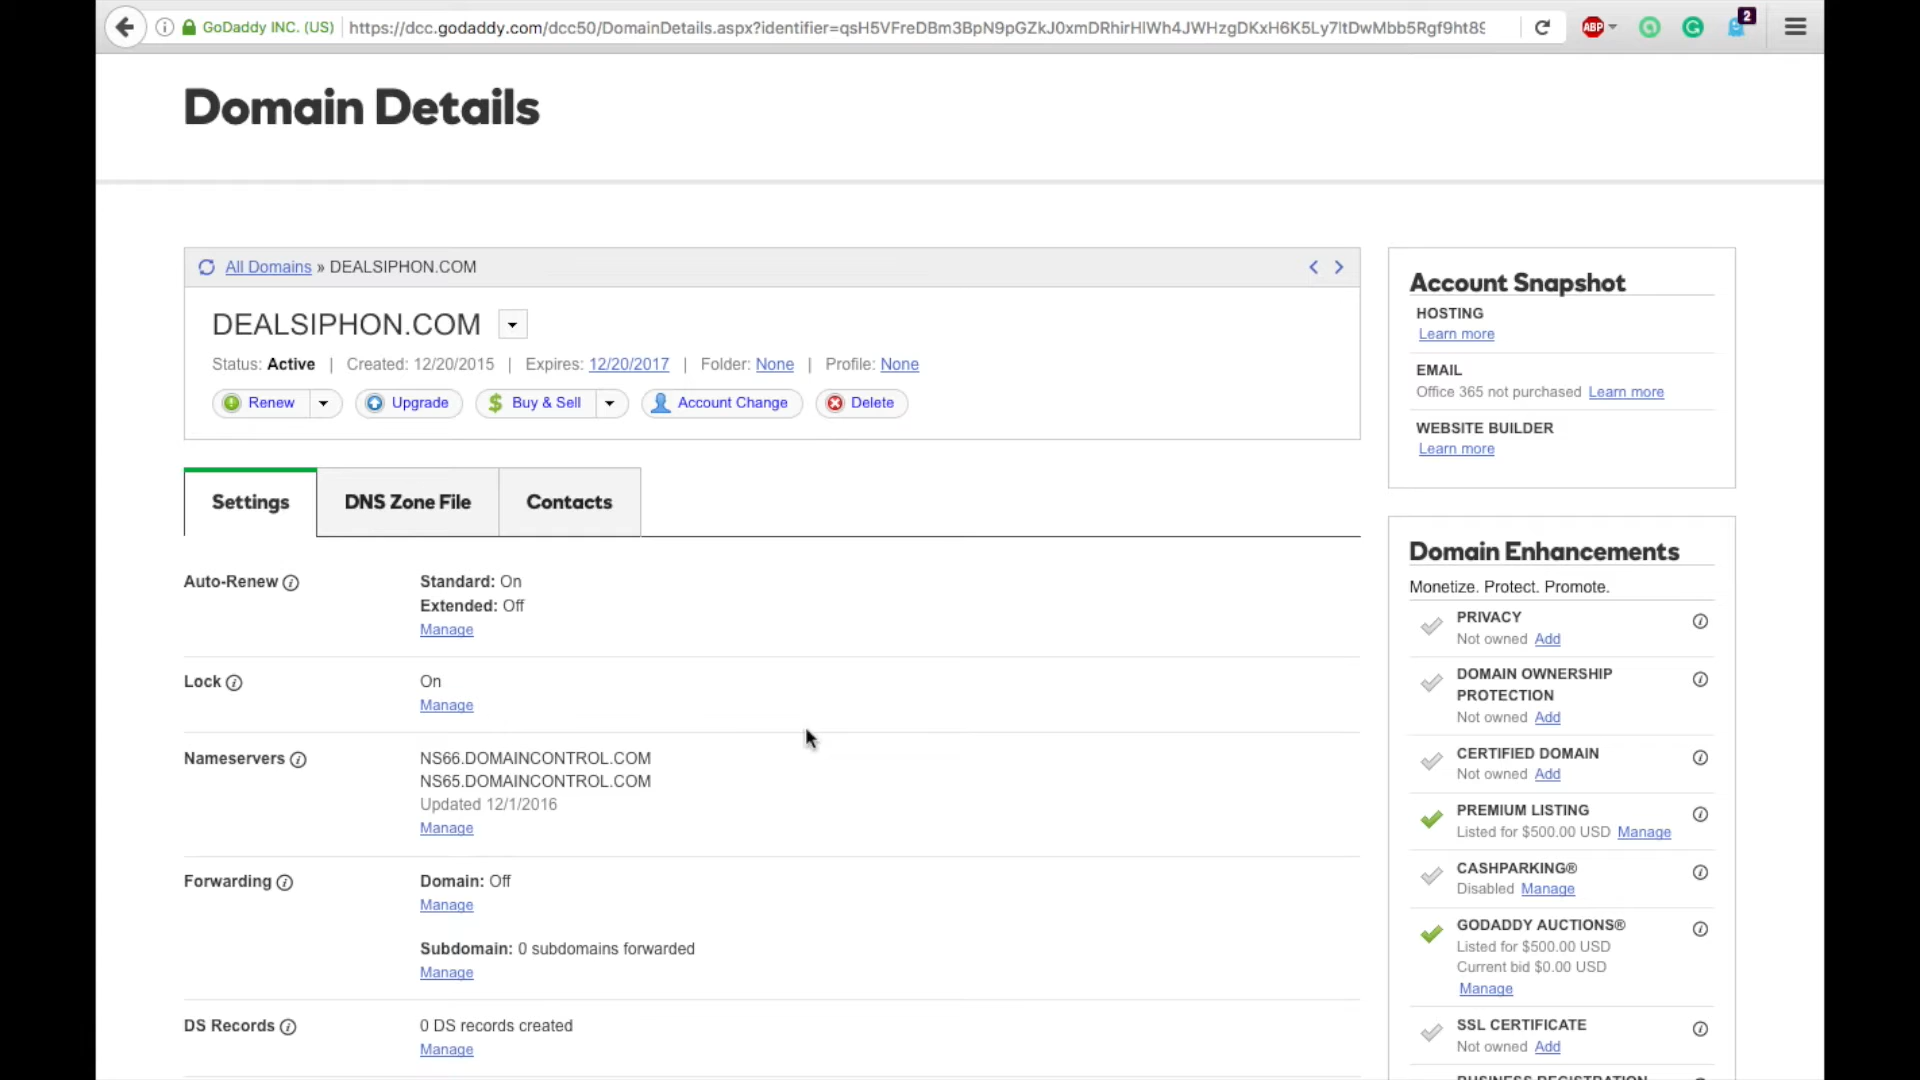 GoDaddy INC. (US) https://dcc.godaddy.com/dcc50/DomainDetails.aspx?identifier=qsH5VFreDBm3BpN9pGZkJ0xmDRhirHlWh4JWHzgDKxH6K5Ly7ltDwMbb5Rgf9ht89 ABP 2
Domain Details
All Domains » DEALSIPHON.COM
DEALSIPHON.COM
Status: Active | Created: 12/20/2015 | Expires: 12/20/2017 | Folder: None | Profile: None
Renew Upgrade Buy & Sell Account Change Delete
Settings DNS Zone File Contacts
Auto-Renew Standard: On
Extended: Off
Manage
Lock On
Manage
Nameservers NS66.DOMAINCONTROL.COM
NS65.DOMAINCONTROL.COM
Updated 12/1/2016
Manage
Forwarding Domain: Off
Manage
Subdomain: 0 subdomains forwarded
Manage
DS Records 0 DS records created
Manage
Account Snapshot
HOSTING
Learn more
EMAIL
Office 365 not purchased Learn more
WEBSITE BUILDER
Learn more
Domain Enhancements
Monetize. Protect. Promote.
PRIVACY
Not owned Add
DOMAIN OWNERSHIP
PROTECTION
Not owned Add
CERTIFIED DOMAIN
Not owned Add
PREMIUM LISTING
Listed for $500.00 USD Manage
CASHPARKING®
Disabled Manage
GODADDY AUCTIONS®
Listed for $500.00 USD
Current bid $0.00 USD
Manage
SSL CERTIFICATE
Not owned Add
BUSINESS REGISTRATION